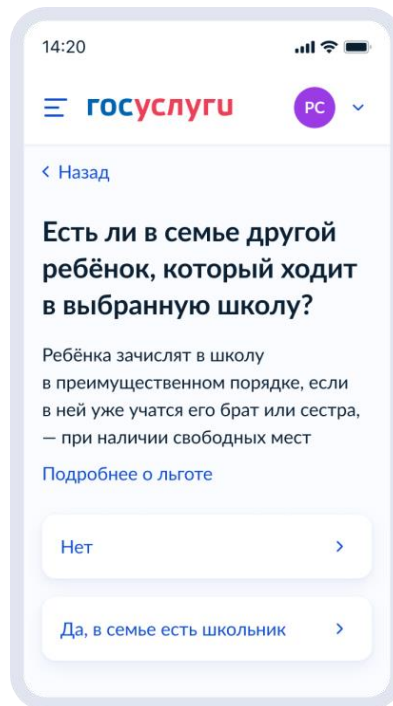 14:20
госуслуги
РС
Назад
Есть ли в семье другой
ребёнок, который ходит
в выбранную школу?
Ребёнка зачислят в школу
в преимущественном порядке, если
в ней уже учатся его брат или сестра,
— при наличии свободных мест
Подробнее о льготе
Нет
Да, в семье есть школьник